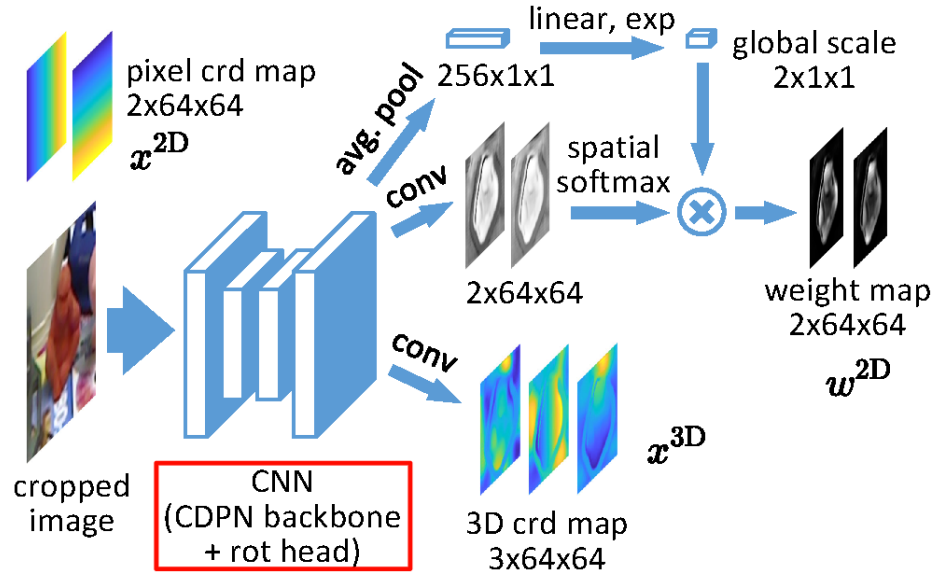 linear, exp
pixel crd map
2x64x64
x^2D
256x1x1
global scale
2x1x1
avg. pool
conv
spatial
softmax
2x64x64
weight map
2x64x64
w^2D
conv
x^3D
cropped
image
CNN
(CDPN backbone
+ rot head)
3D crd map
3x64x64